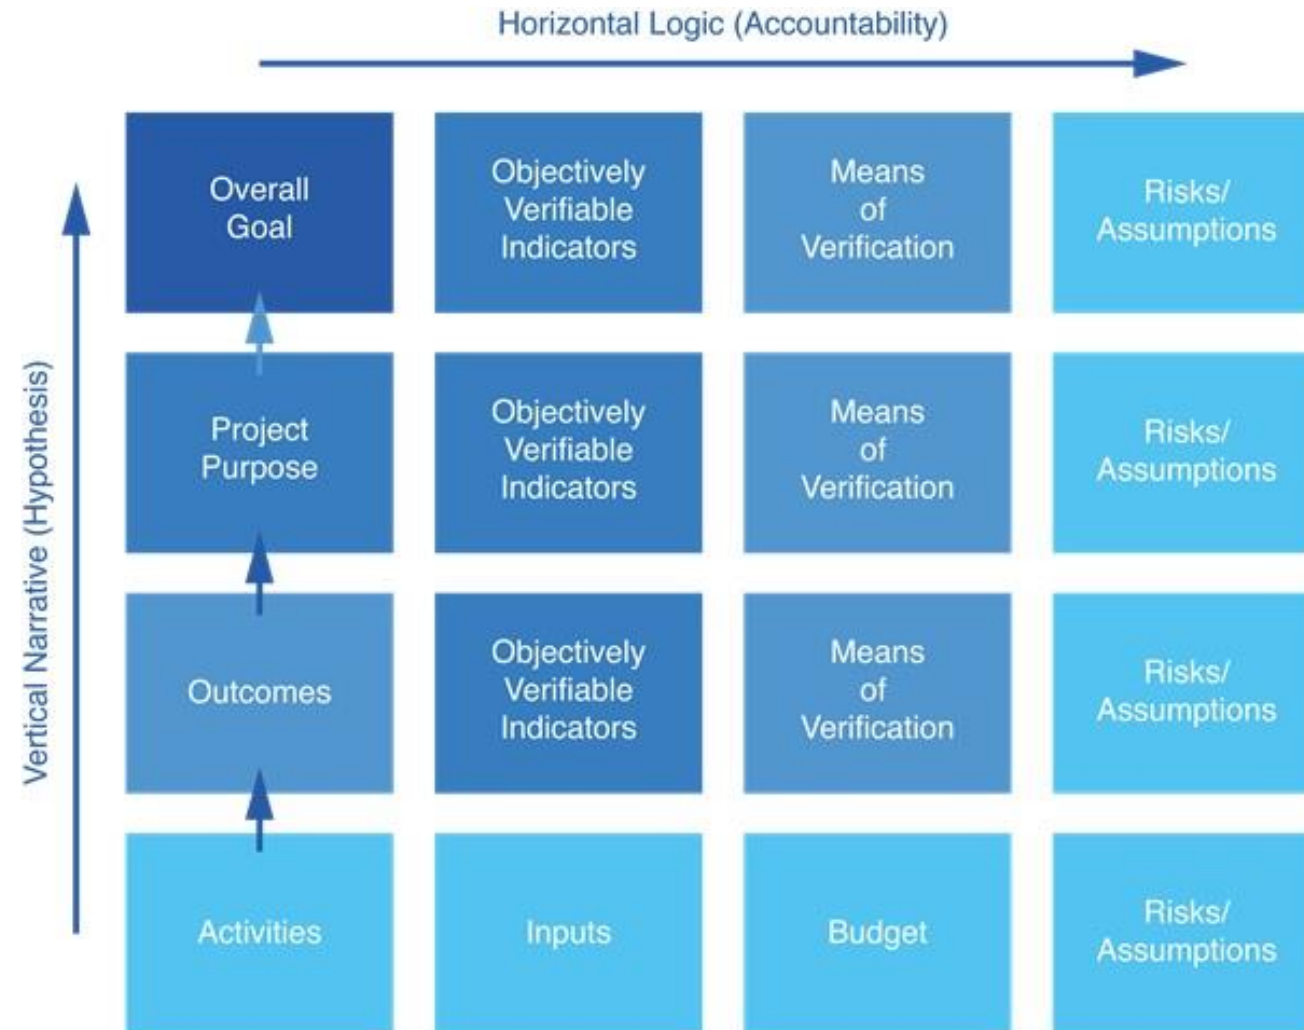 Horizontal Logic (Accountability)
Vertical Narrative (Hypothesis)
Overall
Goal
Objectively
Verifiable
Indicators
Means
of
Verification
Risks/
Assumptions
Project
Purpose
Objectively
Verifiable
Indicators
Means
of
Verification
Risks/
Assumptions
Outcomes
Objectively
Verifiable
Indicators
Means
of
Verification
Risks/
Assumptions
Activities
Inputs
Budget
Risks/
Assumptions